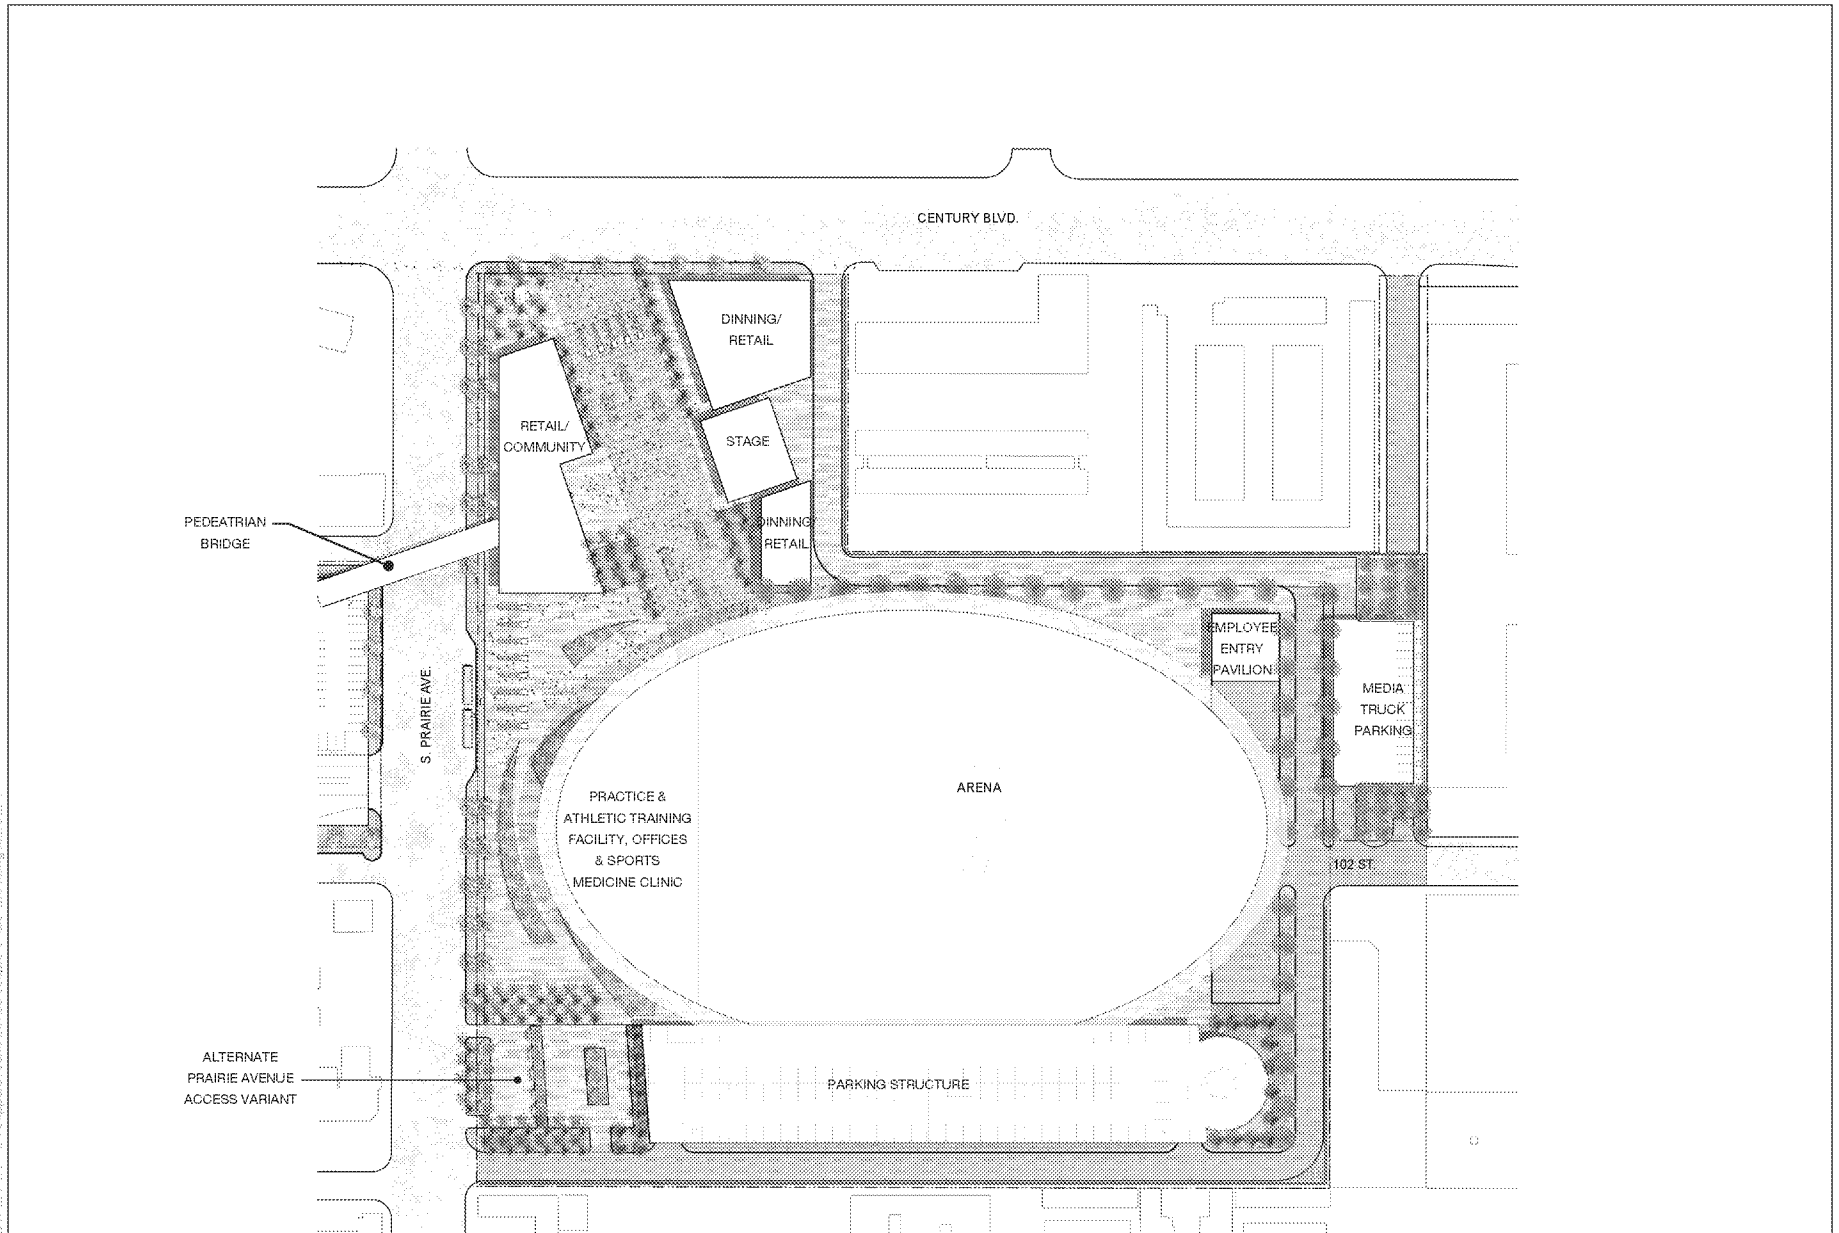 CENTURY BLVD.
DINNING/
RETAIL
RETAIL/
COMMUNITY
STAGE
DINNING/
RETAIL
PEDEATRIAN
BRIDGE
EMPLOYEE
ENTRY
PAVILION
S. PRAIRIE AVE.
MEDIA
TRUCK
PARKING
ARENA
PRACTICE &
ATHLETIC TRAINING
FACILITY, OFFICES
& SPORTS
MEDICINE CLINIC
102 ST.
ALTERNATE
PRAIRIE AVENUE
ACCESS VARIANT
PARKING STRUCTURE